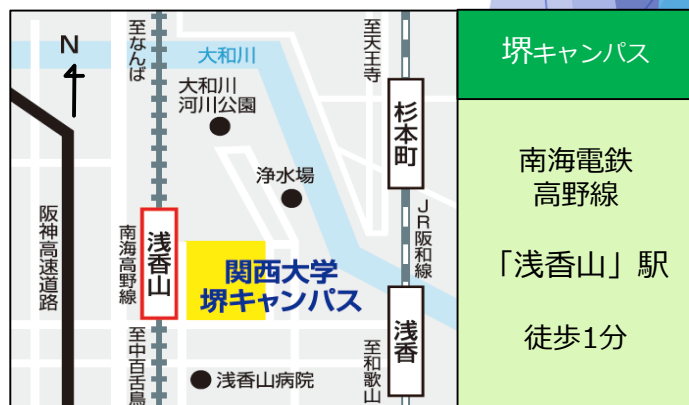 N
至なんば
大和川
大和川
河川公園
至天王寺
杉本町
浄水場
阪神高速道路
南海高野線
浅香山
関西大学
堺キャンパス
JR阪和線
浅香
至中百舌鳥
浅香山病院
至和歌山
堺キャンパス
南海電鉄
高野線
「浅香山」駅
徒歩1分